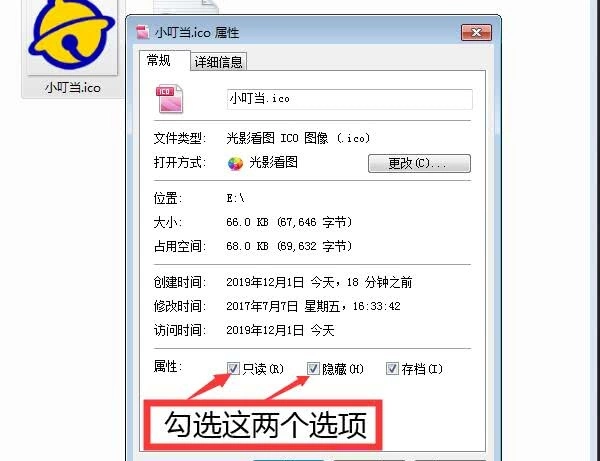 小叮当.ico
小叮当.ico 属性
常规
详细信息
ICO
小叮当.ico
文件类型: 光影看图 ICO 图像 (.ico)
打开方式: 光影看图 更改(C)...
位置: E:\
大小: 66.0 KB (67,646 字节)
占用空间: 68.0 KB (69,632 字节)
创建时间: 2019年12月1日 今天，18 分钟之前
修改时间: 2017年7月7日 星期五，16:33:42
访问时间: 2019年12月1日 今天
属性: 只读(R) 隐藏(H) 存档(I)
勾选这两个选项